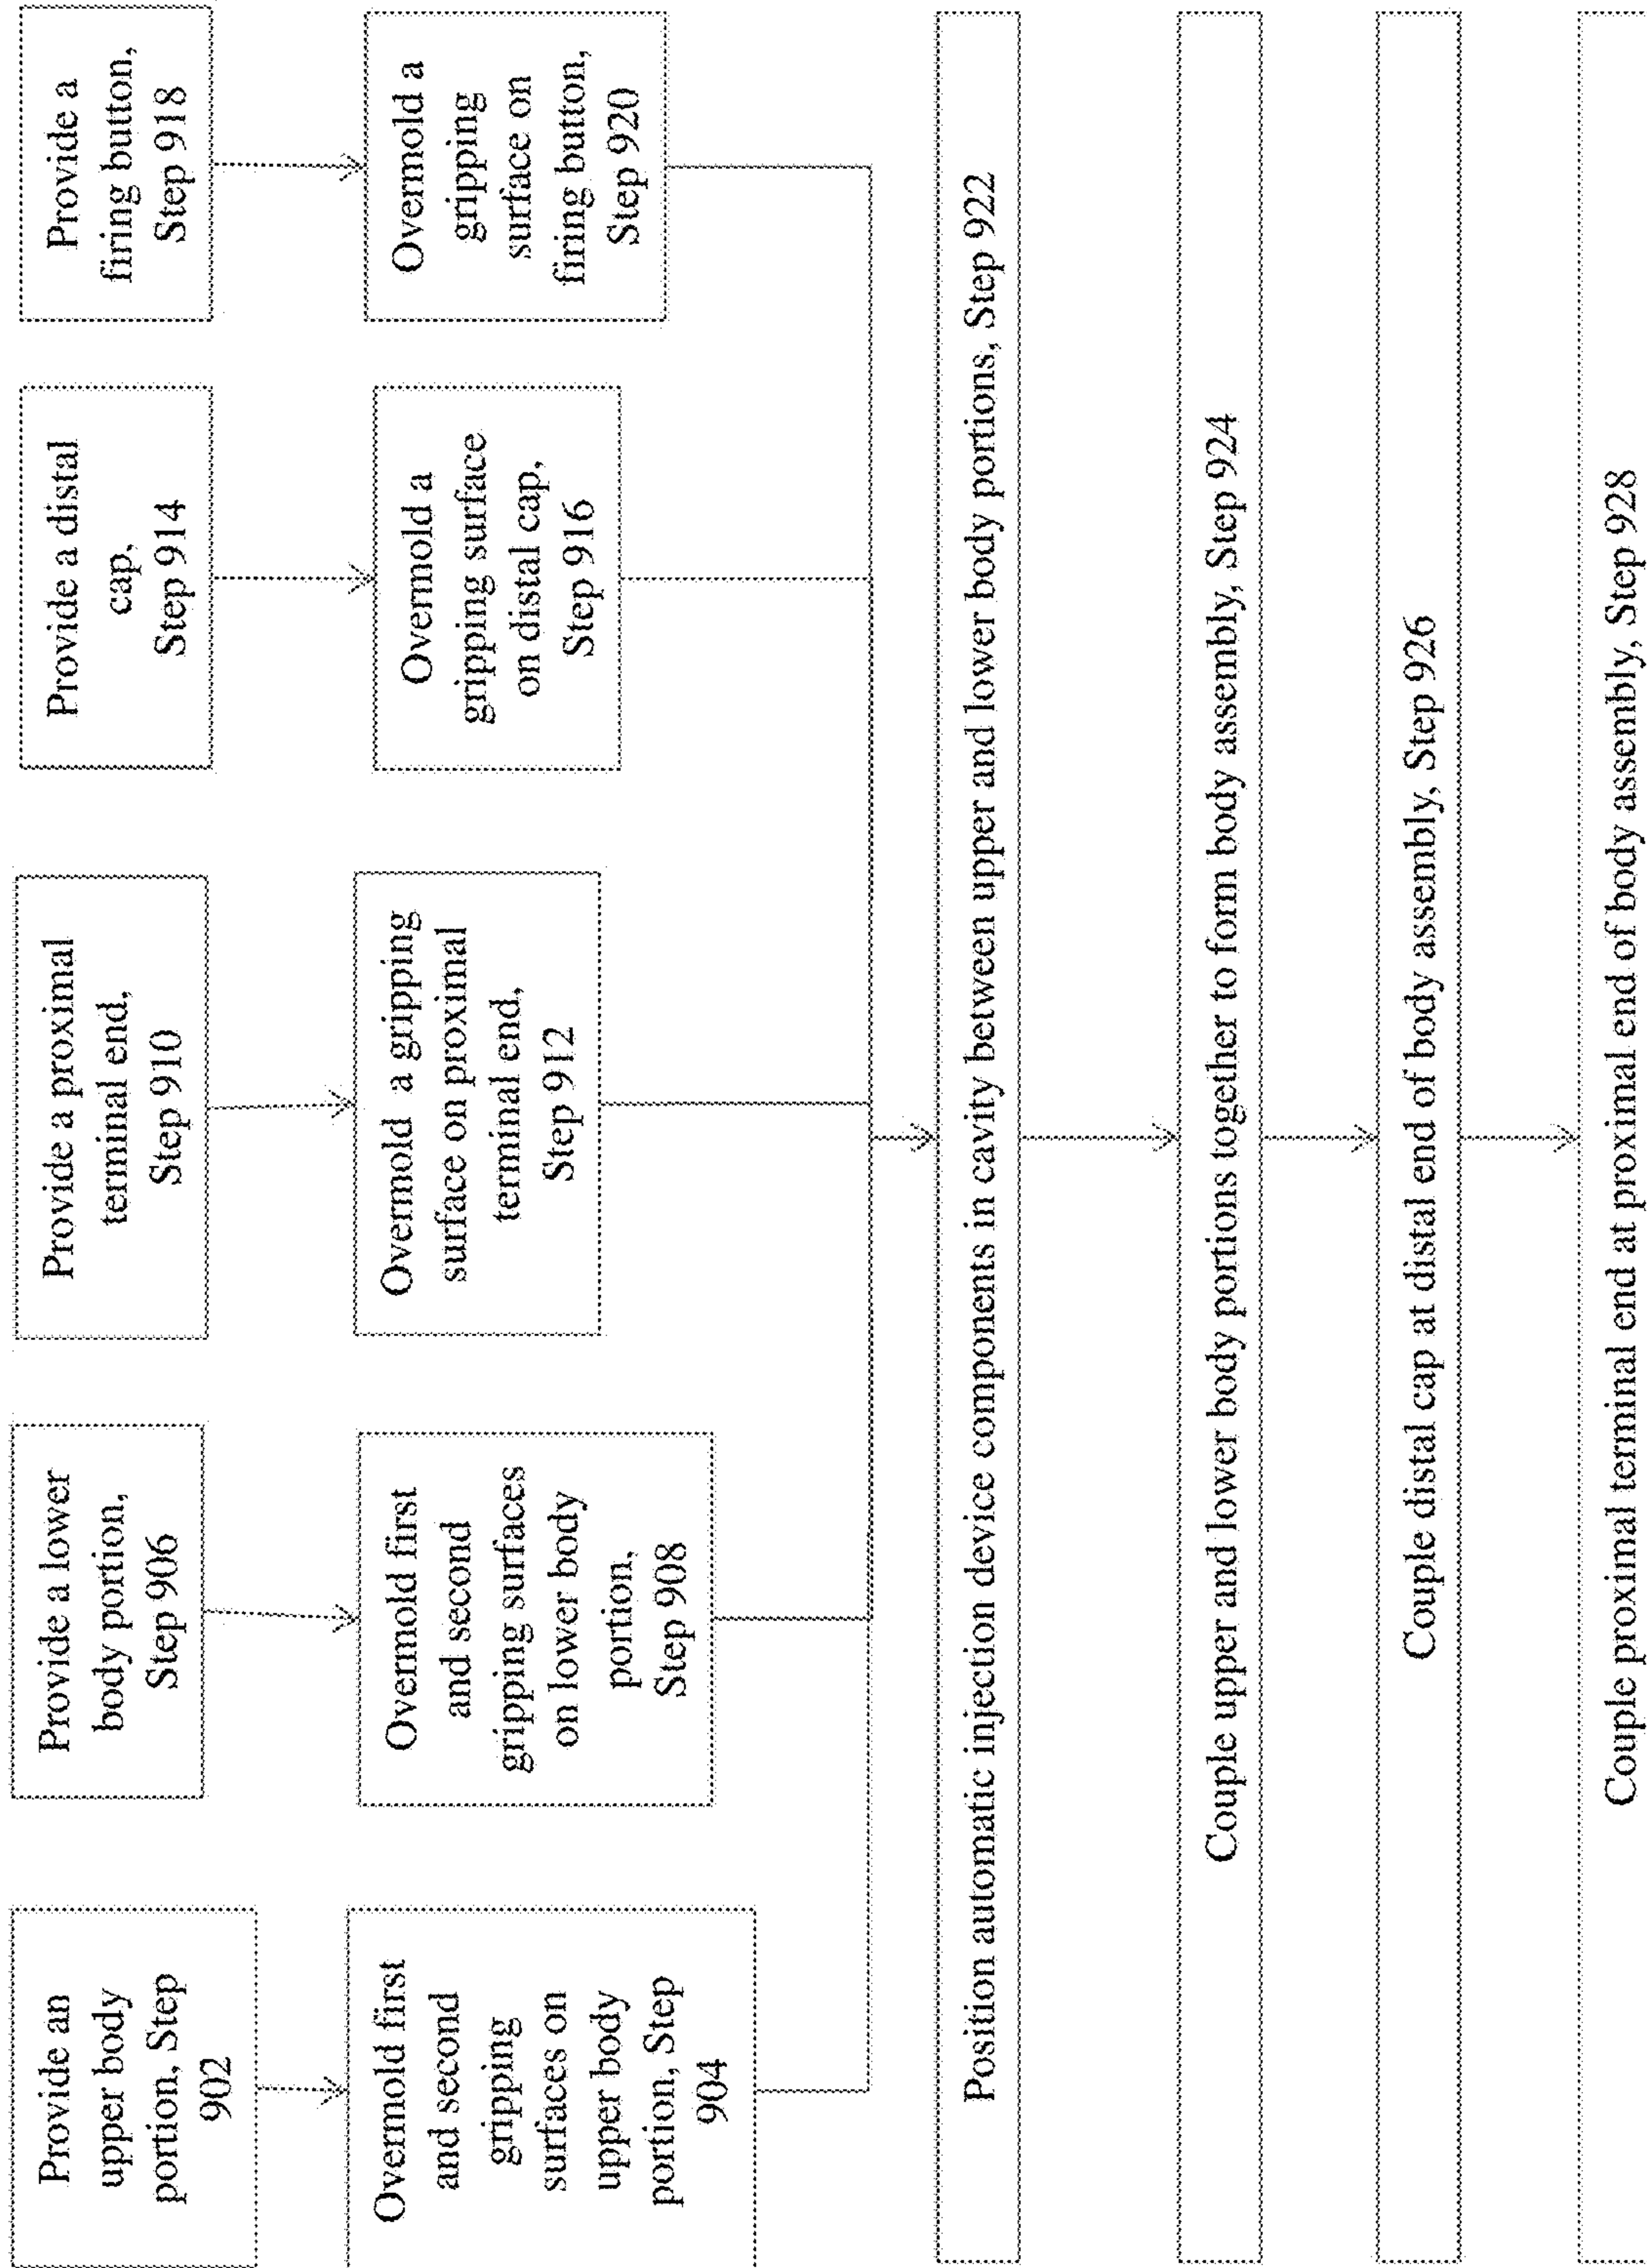 Provide an
upper body
portion, Step
902
Overmold first
and second
gripping
surfaces on
upper body
portion, Step
904
Provide a lower
body portion,
Step 906
Overmold first
and second
gripping surfaces
on lower body
portion,
Step 908
Provide a proximal
terminal end,
Step 910
Overmold a gripping
surface on proximal
terminal end,
Step 912
Provide a distal
cap,
Step 914
Overmold a
gripping surface
on distal cap,
Step 916
Provide a
firing button,
Step 918
Overmold a
gripping
surface on
firing button,
Step 920
Position automatic injection device components in cavity between upper and lower body portions, Step 922
Couple upper and lower body portions together to form body assembly, Step 924
Couple distal cap at distal end of body assembly, Step 926
Couple proximal terminal end at proximal end of body assembly, Step 928